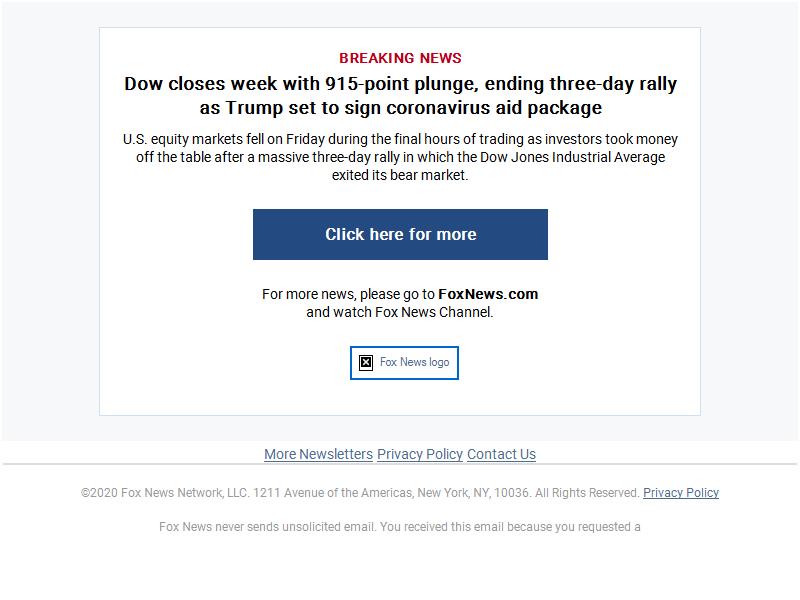 BREAKING NEWS
Dow closes week with 915-point plunge, ending three-day rally
as Trump set to sign coronavirus aid package
U.S. equity markets fell on Friday during the final hours of trading as investors took money
off the table after a massive three-day rally in which the Dow Jones Industrial Average
exited its bear market.
Click here for more
For more news, please go to FoxNews.com
and watch Fox News Channel.
Fox News logo
More Newsletters Privacy Policy Contact Us
©2020 Fox News Network, LLC. 1211 Avenue of the Americas, New York, NY, 10036. All Rights Reserved. Privacy Policy
Fox News never sends unsolicited email. You received this email because you requested a